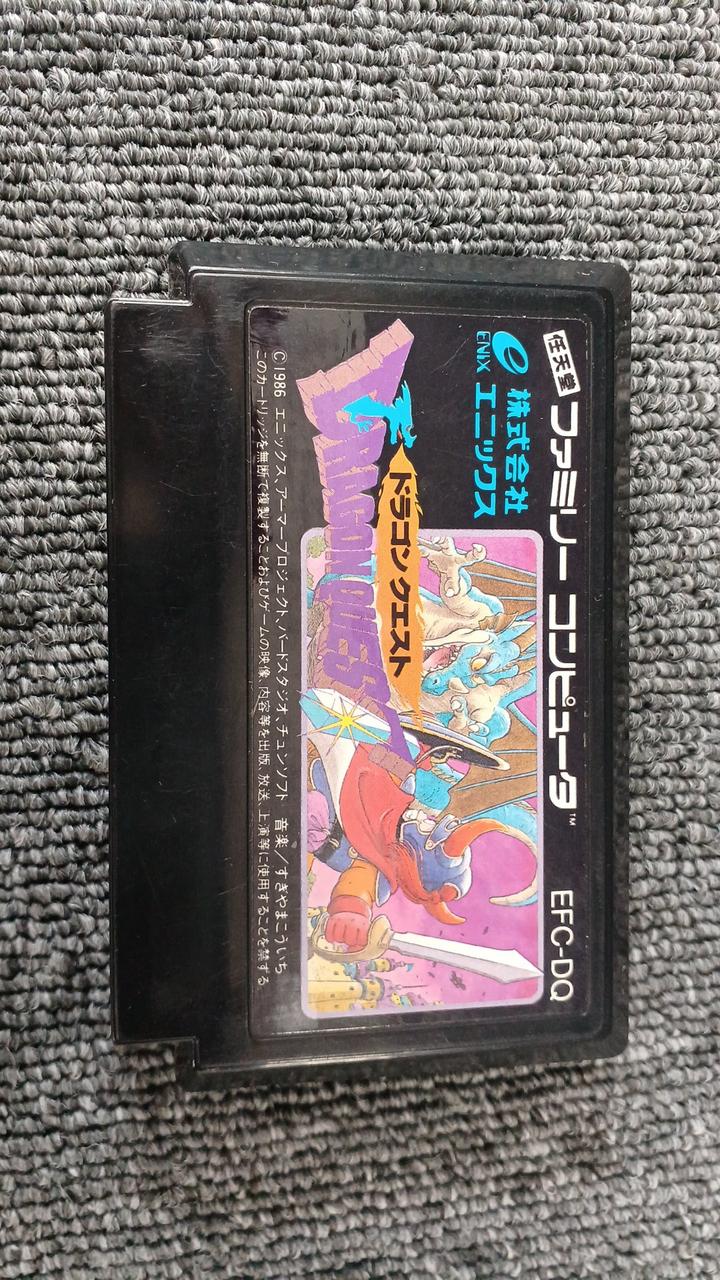 任天堂 ファミリー コンピュータ™ EFC-DQ
ENIX
株式会社
エニックス
ドラゴンクエスト
DRAGON QUEST
©1986 エニックス、アーマープロジェクト、バードスタジオ、チュンソフト 音楽/すぎやまこういち
このカートリッジを無断で複製することおよびゲームの映像、内容等を出版、放送、上演等に使用することを禁ずる。